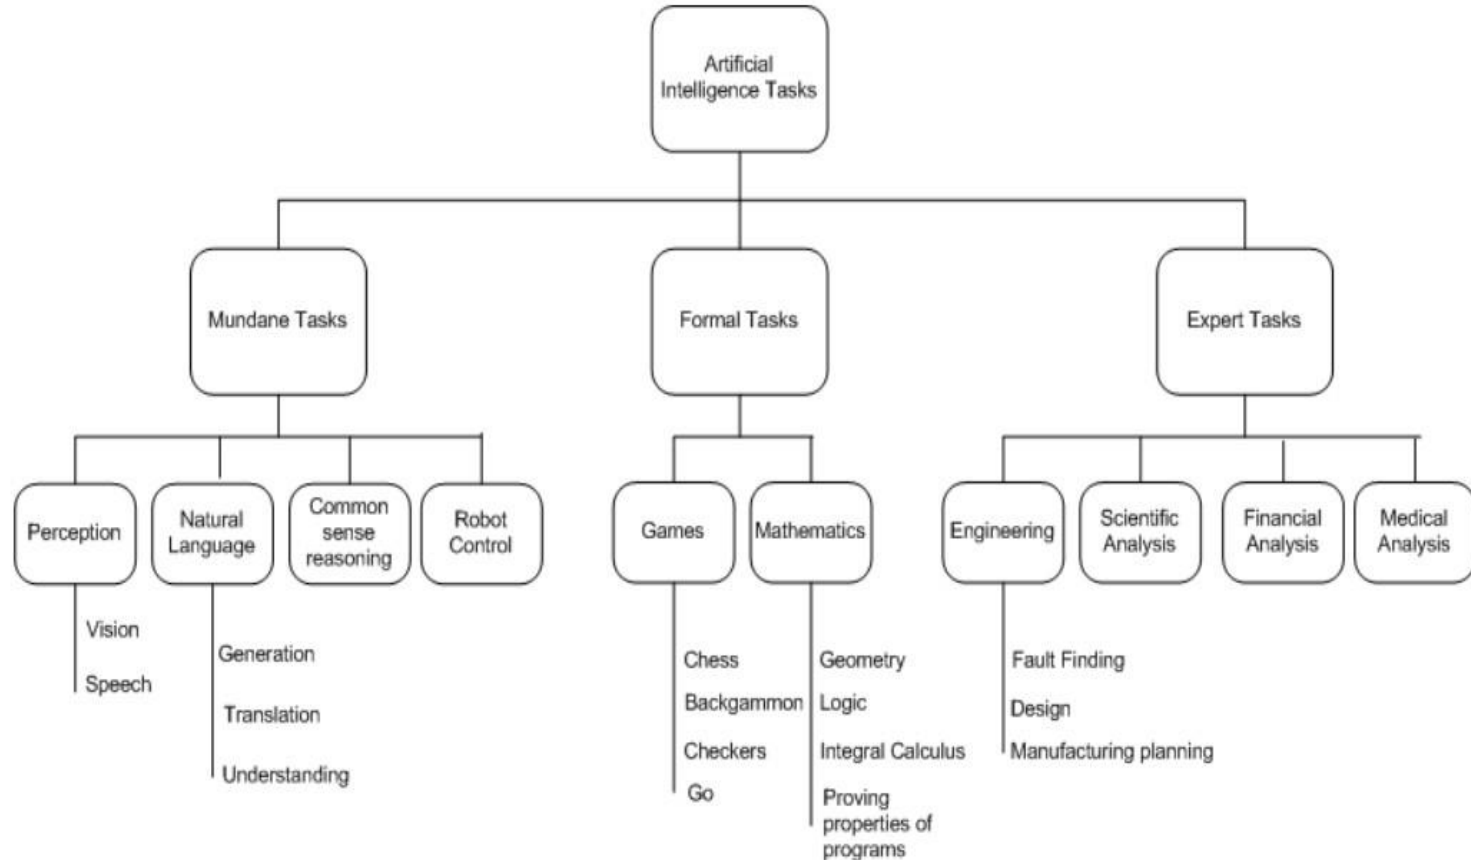 Artificial
Intelligence Tasks
Mundane Tasks
Formal Tasks
Expert Tasks
Perception
Natural
Language
Common
sense
reasoning
Robot
Control
Games
Mathematics
Engineering
Scientific
Analysis
Financial
Analysis
Medical
Analysis
Vision
Speech
Generation
Translation
Understanding
Chess
Backgammon
Checkers
Go
Geometry
Logic
Integral Calculus
Proving
properties of
programs
Fault Finding
Design
Manufacturing planning